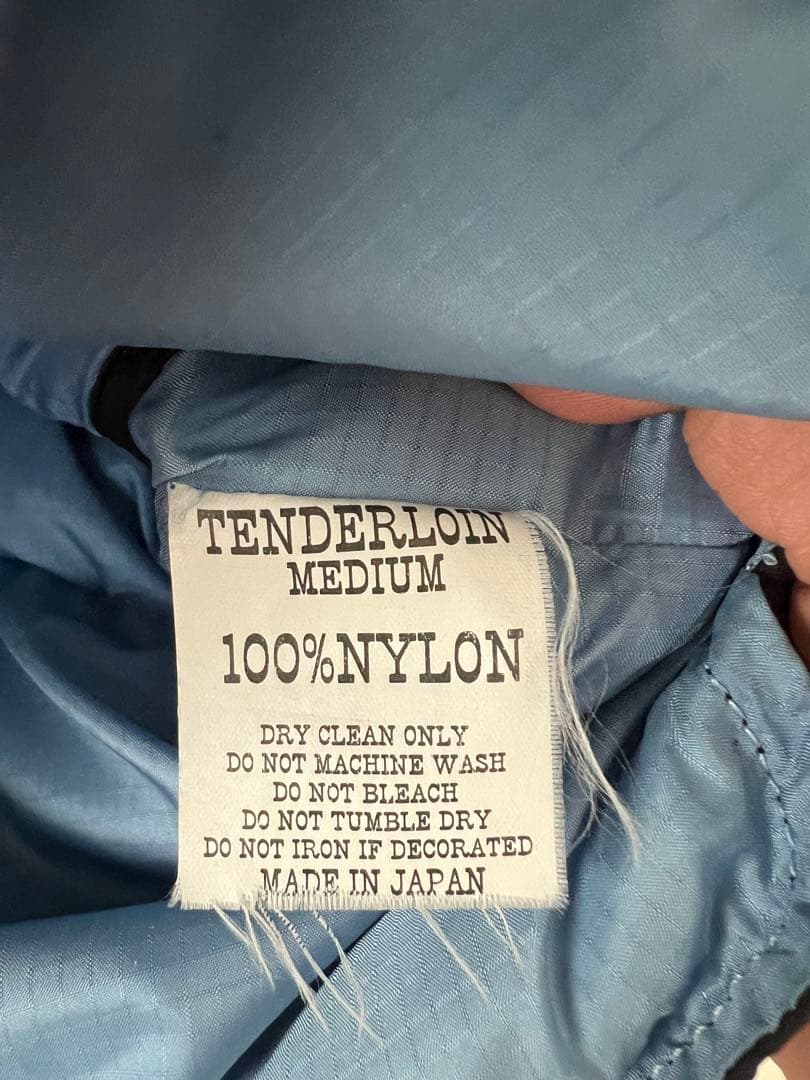 TENDERLOIN
MEDIUM
100%NYLON
DRY CLEAN ONLY
DO NOT MACHINE WASH
DO NOT BLEACH
DO NOT TUMBLE DRY
DO NOT IRON IF DECORATED
MADE IN JAPAN